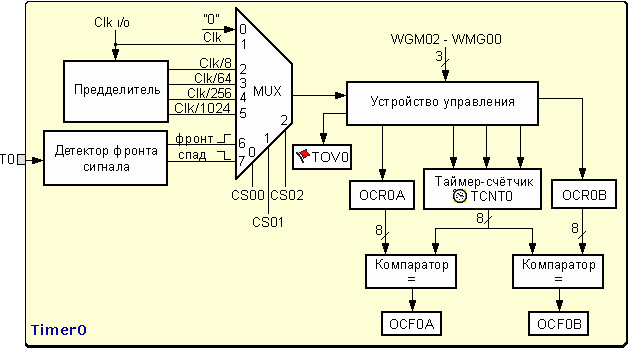 Clk i/o
"0"
0
Clk
1
WGM02 - WMG00
3
Предделитель
Clk/8
2
Clk/64
3
Clk/256
4
Clk/1024
5
MUX
Устройство управления
T0
Детектор фронта
сигнала
фронт
6
спад
7
0
1
2
CS00
CS01
CS02
TOV0
OCR0A
Таймер-счётчик
TCNT0
OCR0B
8
8
8
Компаратор
=
Компаратор
=
OCF0A
OCF0B
Timer0